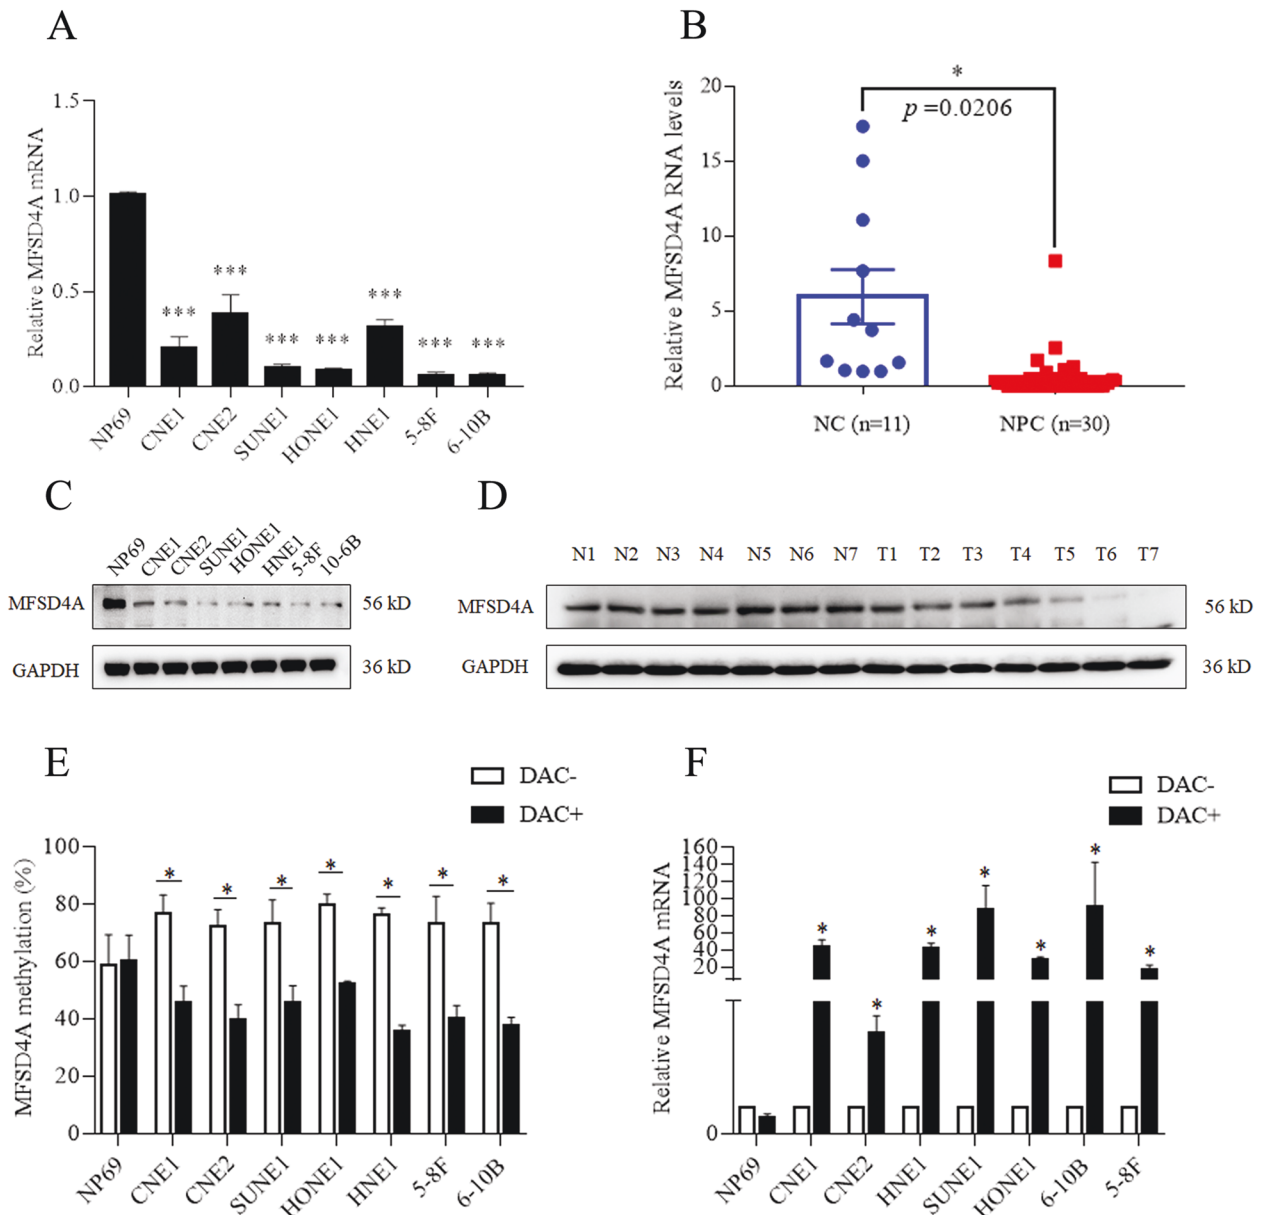 A
Relative MFSD4A mRNA
1.5
1.0
0.5
0.0
***
***
***
***
***
***
***
NP69
CNE1
CNE2
SUNE1
HONE1
HNE1
5-8F
6-10B
B
Relative MFSD4A RNA levels
20
15
10
5
0
*
p =0.0206
NC (n=11)
NPC (n=30)
C
NP69
CNE1
CNE2
SUNE1
HONE1
HNE1
5-8F
10-6B
MFSD4A
56 kD
GAPDH
36 kD
D
N1 N2 N3 N4 N5 N6 N7 T1 T2 T3 T4 T5 T6 T7
MFSD4A
56 kD
GAPDH
36 kD
E
DAC-
DAC+
MFSD4A methylation (%)
100
80
60
40
20
0
*
*
*
*
*
*
*
NP69
CNE1
CNE2
SUNE1
HONE1
HNE1
5-8F
6-10B
F
DAC-
DAC+
Relative MFSD4A mRNA
160
140
120
100
80
60
40
20
0
*
*
*
*
*
*
*
NP69
CNE1
CNE2
HNE1
SUNE1
HONE1
6-10B
5-8F